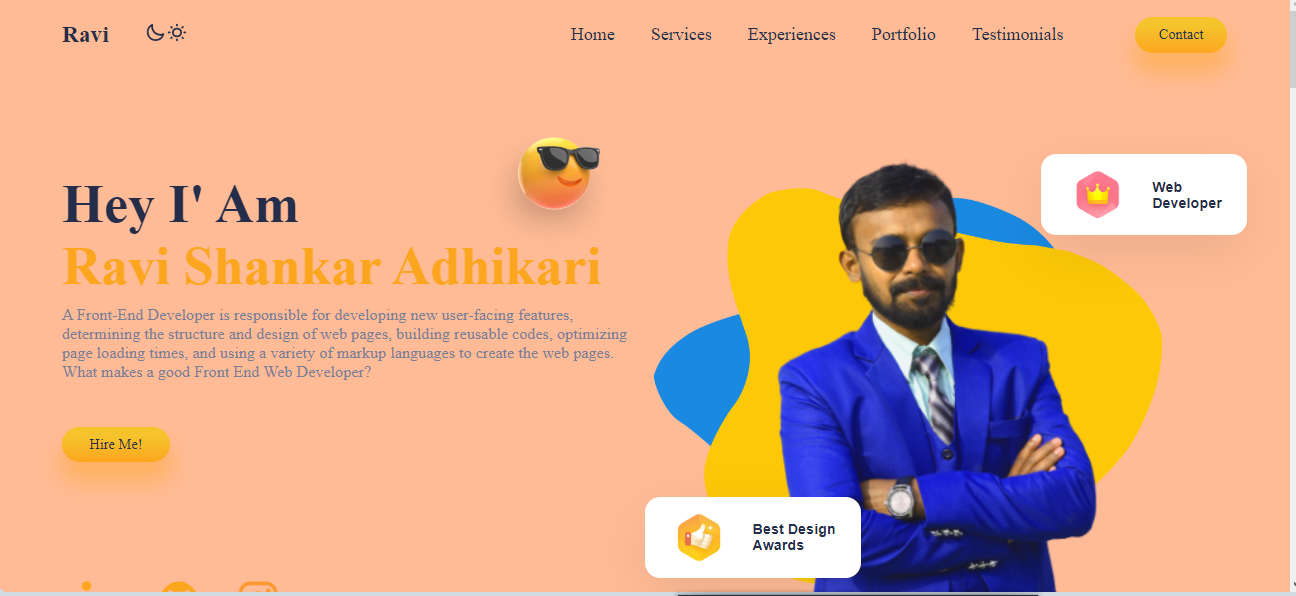 Ravi
Home Services Experiences Portfolio Testimonials
Contact
Hey I' Am
Ravi Shankar Adhikari
A Front-End Developer is responsible for developing new user-facing features,
determining the structure and design of web pages, building reusable codes, optimizing
page loading times, and using a variety of markup languages to create the web pages.
What makes a good Front End Web Developer?
Hire Me!
Web
Developer
Best Design
Awards